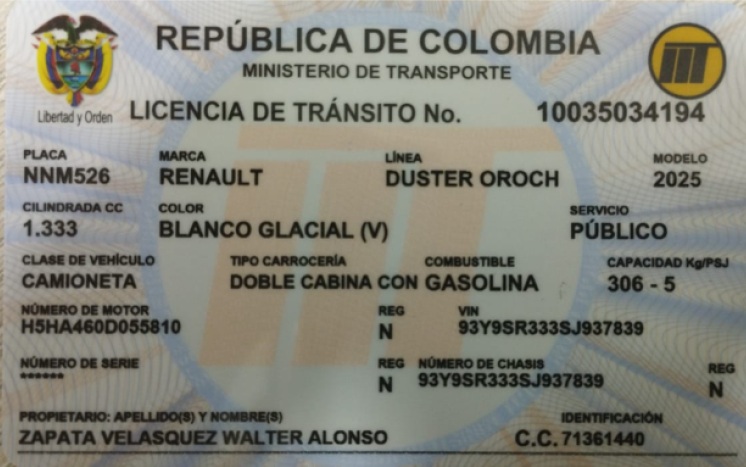 REPÚBLICA DE COLOMBIA
MINISTERIO DE TRANSPORTE
Libertad y Orden
LICENCIA DE TRÁNSITO No. 10035034194
PLACA MARCA LÍNEA MODELO
NNM526 RENAULT DUSTER OROCH 2025
CILINDRADA CC COLOR SERVICIO
1.333 BLANCO GLACIAL (V) PÚBLICO
CLASE DE VEHÍCULO TIPO CARROCERÍA COMBUSTIBLE CAPACIDAD Kg/PSJ
CAMIONETA DOBLE CABINA CON GASOLINA 306 - 5
NÚMERO DE MOTOR REG VIN
H5HA460D055810 N 93Y9SR333SJ937839
NÚMERO DE SERIE REG NÚMERO DE CHASIS REG
****** N 93Y9SR333SJ937839 N
PROPIETARIO: APELLIDO(S) Y NOMBRE(S) IDENTIFICACIÓN
ZAPATA VELASQUEZ WALTER ALONSO C.C. 71361440